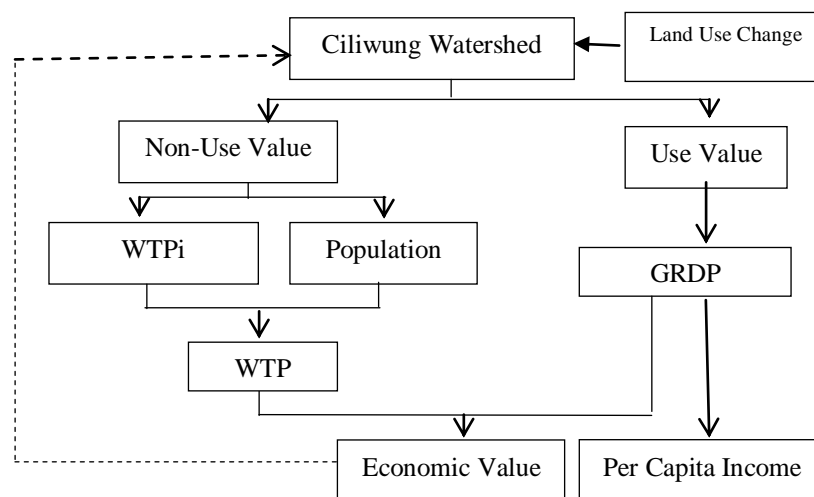 Ciliwung Watershed
Land Use Change
Non-Use Value
Use Value
WTPi
Population
GRDP
WTP
Economic Value
Per Capita Income